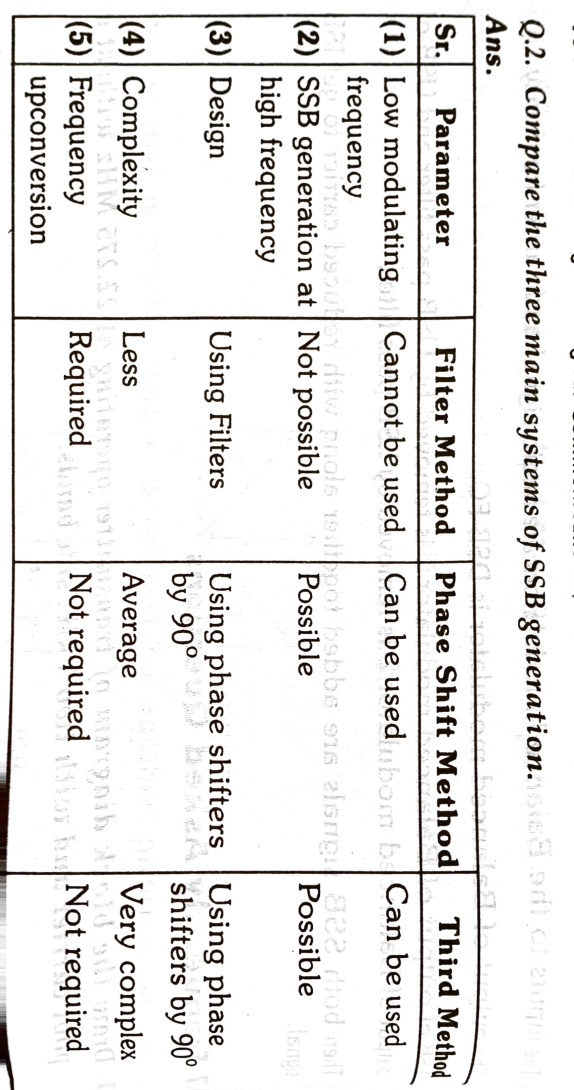 Q.2. Compare the three main systems of SSB generation.
Ans.
Sr. Parameter Filter Method Phase Shift Method Third Method
(1) Low modulating frequency Cannot be used Can be used Can be used
(2) SSB generation at high frequency Not possible Possible Possible
(3) Design Using Filters Using phase shifters by 90° Using phase shifters by 90°
(4) Complexity Less Average Very complex
(5) Frequency upconversion Required Not required Not required